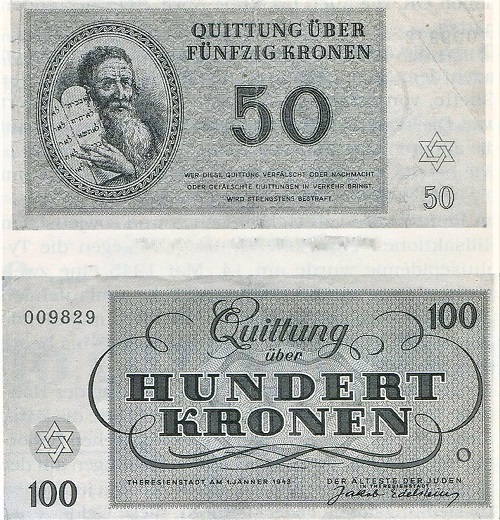 QUITTUNG ÜBER
FÜNFZIG KRONEN
50
WER DIESE QUITTUNG VERFÄLSCHT ODER NACHMACHT
ODER GEFÄLSCHTE QUITTUNGEN IN VERKEHR BRINGT,
WIRD STRENGSTENS BESTRAFT.
50
009829
100
Quittung
über
HUNDERT
KRONEN
THERESIENSTADT, AM 1. JÄNNER 1943
DER ÄLTESTE DER JUDEN
IN THERESIENSTADT
Jakob Edelstein
100